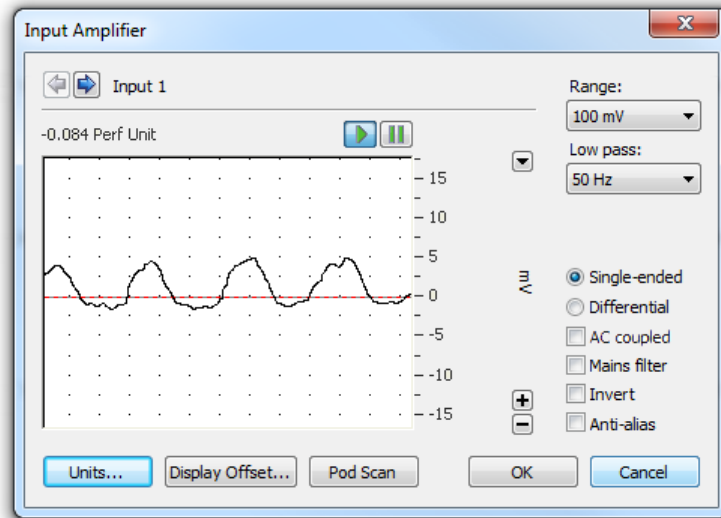 Input Amplifier
Input 1
-0.084 Perf Unit
15
10
5
0
-5
-10
-15
mV
Range:
100 mV
Low pass:
50 Hz
Single-ended
Differential
AC coupled
Mains filter
Invert
Anti-alias
Units...
Display Offset...
Pod Scan
OK
Cancel